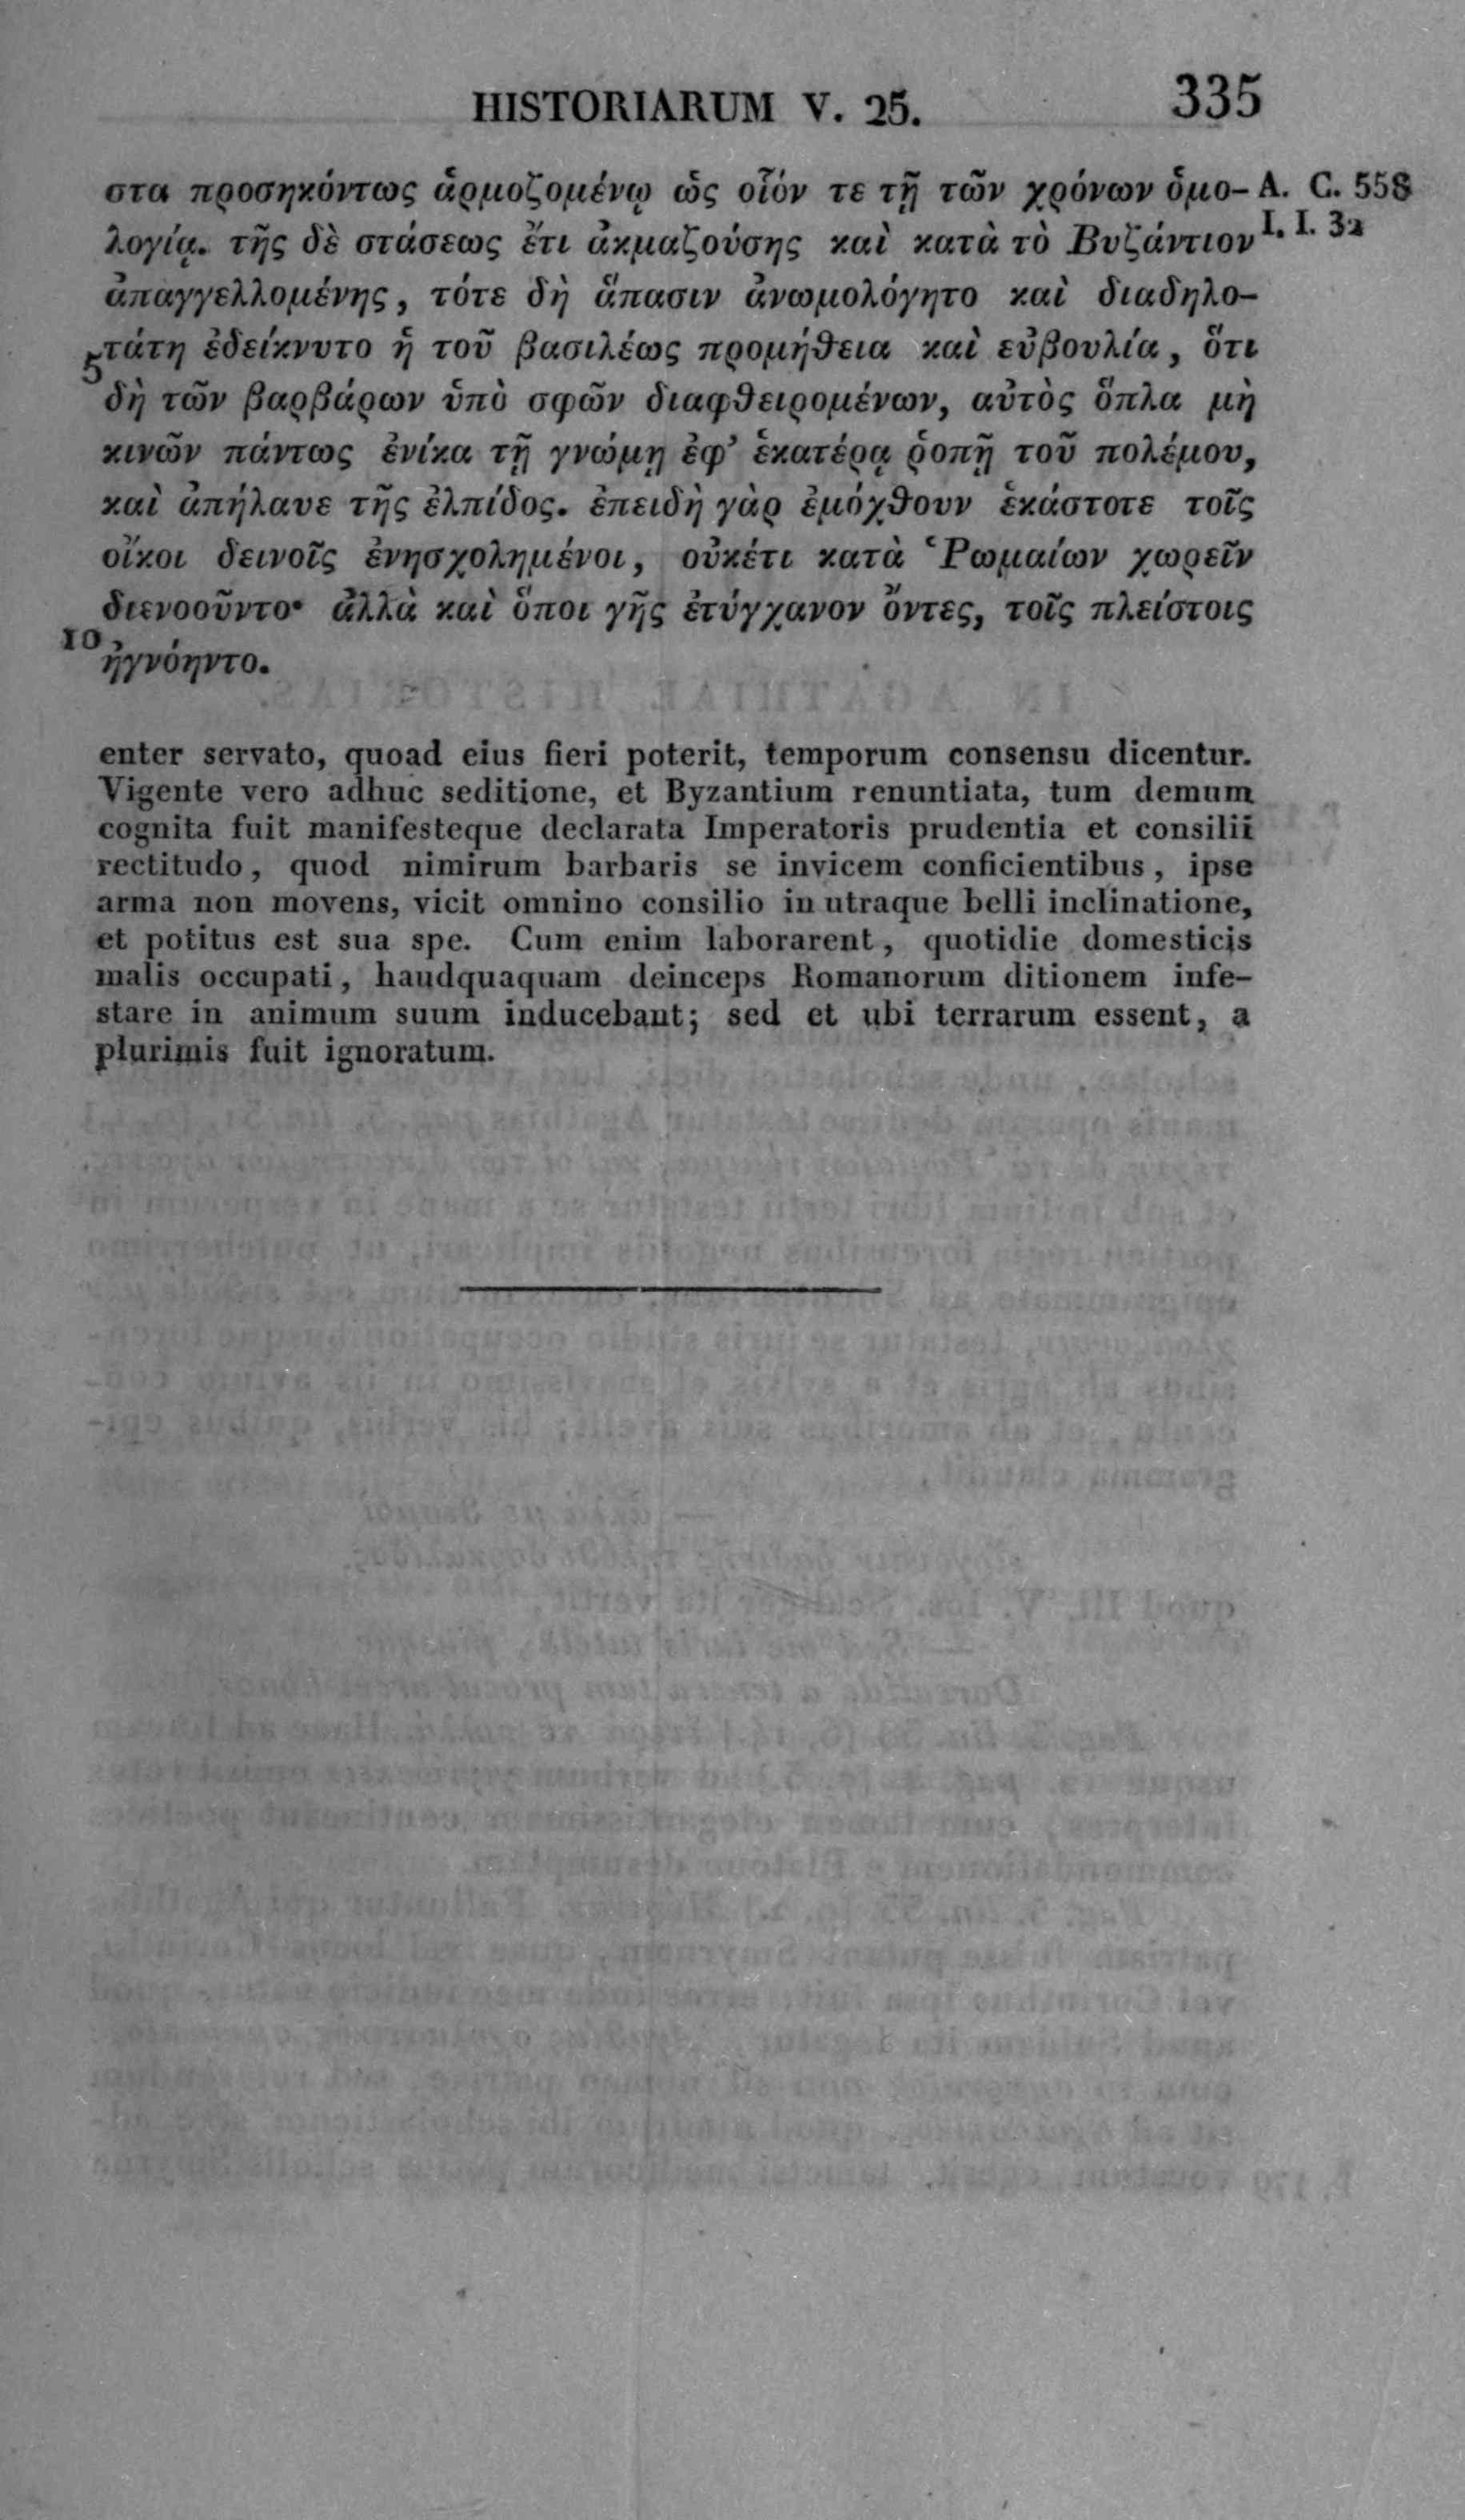 HISTORIARUM V. 25. 335
στα προσηκόντως ἁρμοζομένῳ ὡς οἷόν τε τῇ τῶν χρόνων ὁμο- A. C. 558
λογίᾳ. τῆς δὲ στάσεως ἔτι ἀκμαζούσης καὶ κατὰ τὸ Βυζάντιον I. I. 32
ἀπαγγελλομένης, τότε δὴ ἅπασιν ἀνωμολόγητο καὶ διαδηλο-
5 τάτη ἐδείκνυτο ἡ τοῦ βασιλέως προμήθεια καὶ εὐβουλία, ὅτι
δὴ τῶν βαρβάρων ὑπὸ σφῶν διαφθειρομένων, αὐτὸς ὅπλα μὴ
κινῶν πάντως ἐνίκα τῇ γνώμῃ ἐφ’ ἑκατέρᾳ ῥοπῇ τοῦ πολέμου,
καὶ ἀπήλαυε τῆς ἐλπίδος. ἐπειδὴ γὰρ ἐμόχθουν ἑκάστοτε τοῖς
οἴκοι δεινοῖς ἐνησχολημένοι, οὐκέτι κατὰ Ῥωμαίων χωρεῖν
διενοοῦντο· ἀλλὰ καὶ ὅποι γῆς ἐτύγχανον ὄντες, τοῖς πλείστοις
10 ἠγνόηντο.
enter servato, quoad eius fieri poterit, temporum consensu dicentur.
Vigente vero adhuc seditione, et Byzantium renuntiata, tum demum
cognita fuit manifesteque declarata Imperatoris prudentia et consilii
rectitudo, quod nimirum barbaris se invicem conficientibus, ipse
arma non movens, vicit omnino consilio in utraque belli inclinatione,
et potitus est sua spe. Cum enim laborarent, quotidie domesticis
malis occupati, haudquaquam deinceps Romanorum ditionem infe-
stare in animum suum inducebant; sed et ubi terrarum essent, a
plurimis fuit ignoratum.